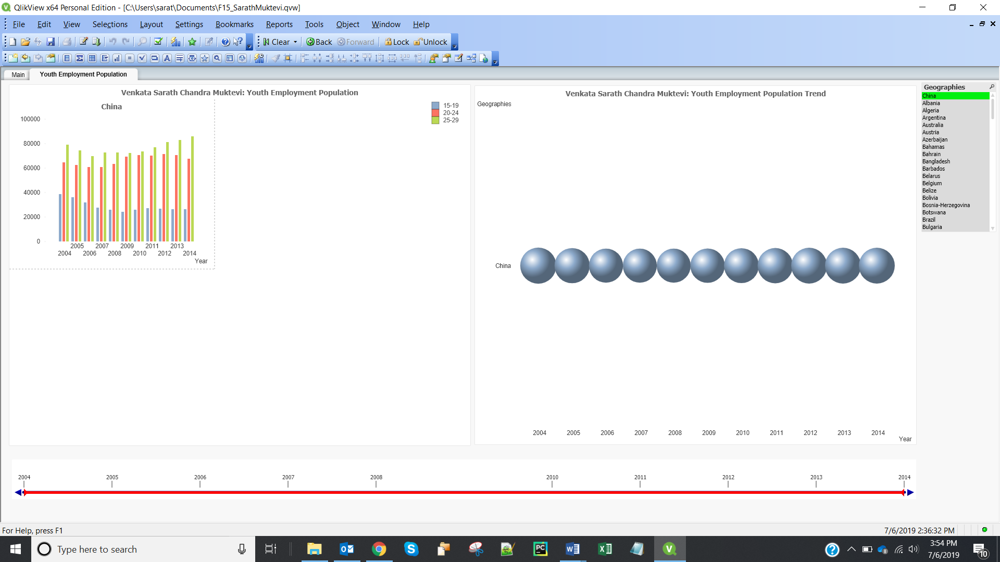 QlikView x64 Personal Edition - [C:\Users\sarat\Documents\F15_SarathMuktevi.qvw]
File Edit View Selections Layout Settings Bookmarks Reports Tools Object Window Help
Clear Back Forward Lock Unlock
Main Youth Employment Population
Venkata Sarath Chandra Muktevi: Youth Employment Population
China
15-19
20-24
25-29
100000
80000
60000
40000
20000
0
2005 2007 2009 2011 2013
2004 2006 2008 2010 2012 2014
Year
Venkata Sarath Chandra Muktevi: Youth Employment Population Trend
Geographies
China
2004 2005 2006 2007 2008 2009 2010 2011 2012 2013 2014
Year
Geographies
China
Albania
Algeria
Argentina
Australia
Austria
Azerbaijan
Bahamas
Bahrain
Bangladesh
Barbados
Belarus
Belgium
Belize
Bolivia
Bosnia-Herzegovina
Botswana
Brazil
Bulgaria
2004 2005 2006 2007 2008 2010 2011 2012 2013 2014
For Help, press F1
7/6/2019 2:36:32 PM
Type here to search
3:54 PM
7/6/2019
10